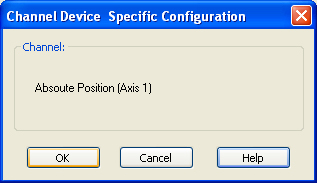 Channel Device  Specific Configuration
Channel:
Absoute Position (Axis 1)
OK
Cancel
Help